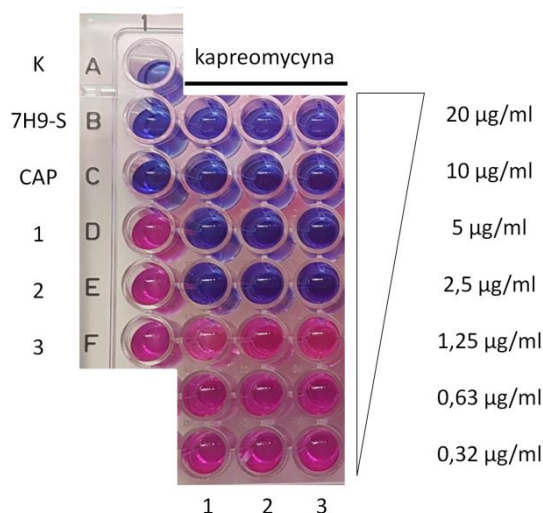 1
kapreomycyna
K A
7H9-S B 20 µg/ml
CAP C 10 µg/ml
1 D 5 µg/ml
2 E 2,5 µg/ml
3 F 1,25 µg/ml
0,63 µg/ml
0,32 µg/ml
1 2 3